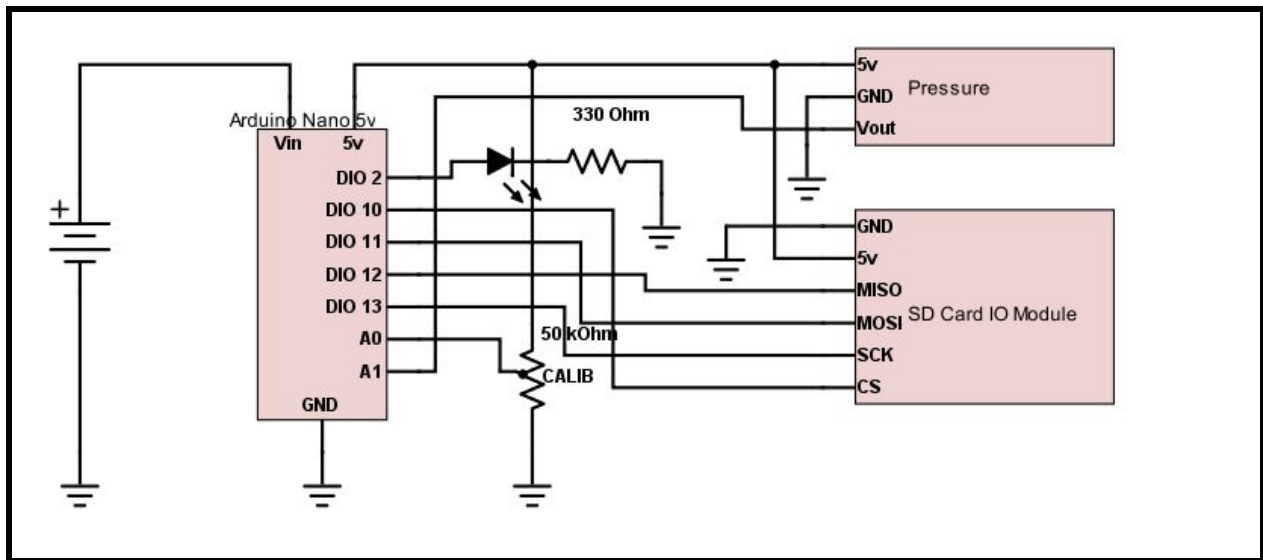 Arduino Nano 5v
Vin
5v
DIO 2
DIO 10
DIO 11
DIO 12
DIO 13
A0
A1
GND
+
330 Ohm
50 kOhm
CALIB
5v
GND
Vout
Pressure
GND
5v
MISO
MOSI
SCK
CS
SD Card IO Module